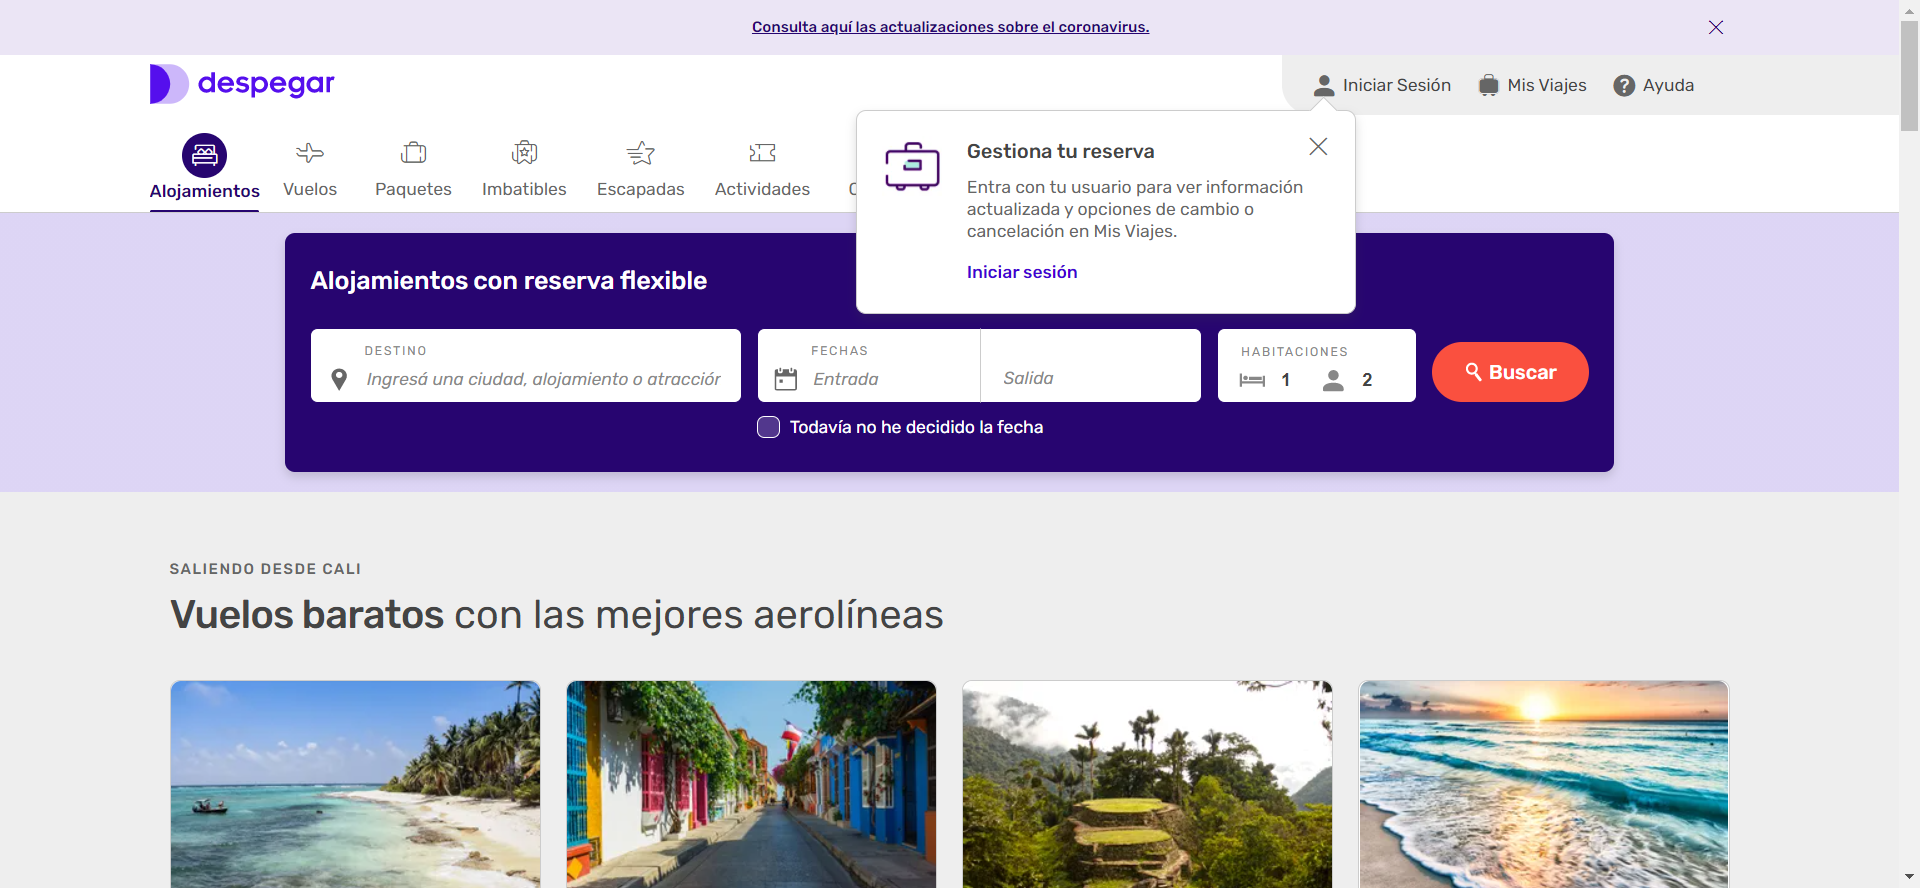 Consulta aquí las actualizaciones sobre el coronavirus.
despegar
Iniciar Sesión
Mis Viajes
Ayuda
Alojamientos
Vuelos
Paquetes
Imbatibles
Escapadas
Actividades
Gestiona tu reserva
Entra con tu usuario para ver información
actualizada y opciones de cambio o
cancelación en Mis Viajes.
Iniciar sesión
Alojamientos con reserva flexible
DESTINO
Ingresá una ciudad, alojamiento o atracción
FECHAS
Entrada
Salida
HABITACIONES
1
2
Buscar
Todavía no he decidido la fecha
SALIENDO DESDE CALI
Vuelos baratos con las mejores aerolíneas